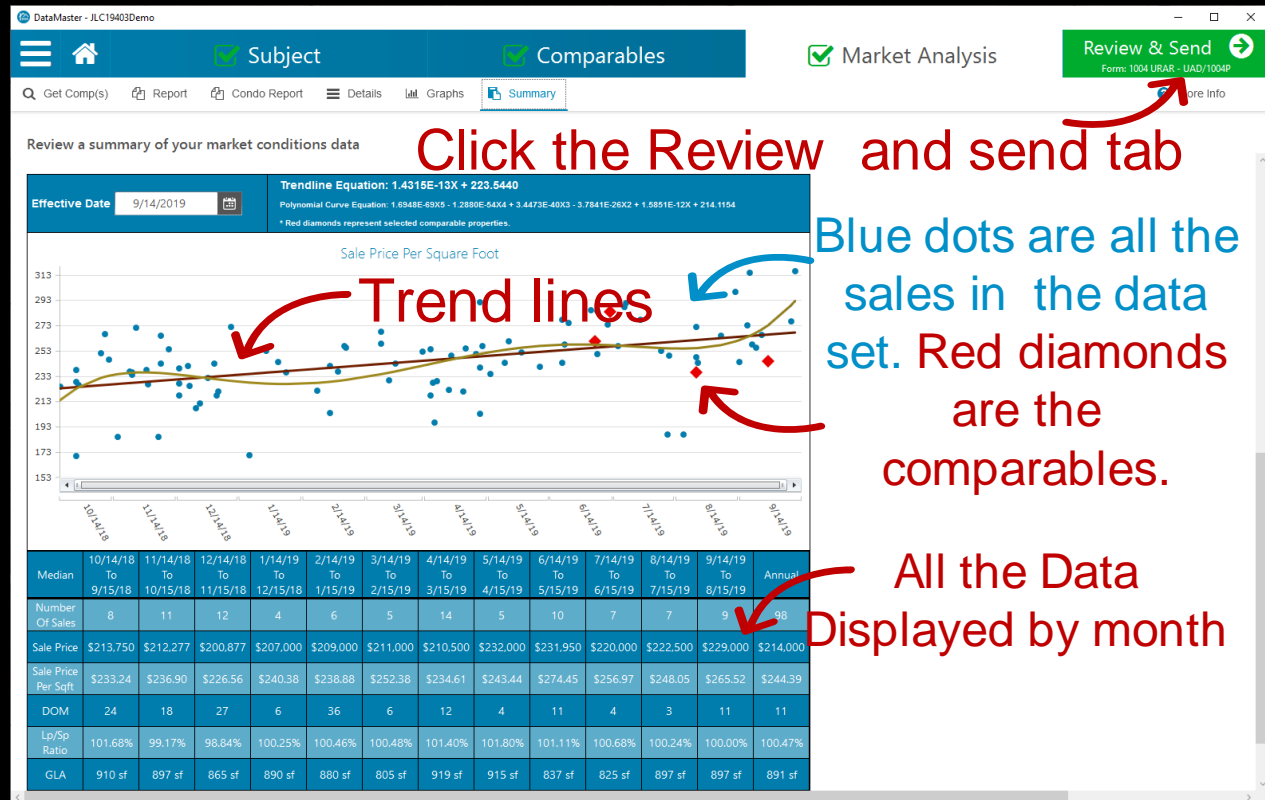 DataMaster - JLC19403Demo
Subject
Comparables
Market Analysis
Review & Send
Form: 1004 URAR - UAD/1004P
Get Comp(s)
Report
Condo Report
Details
Graphs
Summary
ore Info
Click the Review and send tab
Review a summary of your market conditions data
Effective Date 9/14/2019
Trendline Equation: 1.4315E-13X + 223.5440
Polynomial Curve Equation: 1.6948E-69X5 - 1.2880E-54X4 + 3.4473E-40X3 - 3.7841E-26X2 + 1.5851E-12X + 214.1154
* Red diamonds represent selected comparable properties.
Sale Price Per Square Foot
Trend lines
Blue dots are all the
sales in the data
set. Red diamonds
are the
comparables.
313
293
273
253
233
213
193
173
153
10/14/18
11/14/18
12/14/18
1/14/19
2/14/19
3/14/19
4/14/19
5/14/19
6/14/19
7/14/19
8/14/19
9/14/19
All the Data
Displayed by month
Median
10/14/18 11/14/18 12/14/18 1/14/19 2/14/19 3/14/19 4/14/19 5/14/19 6/14/19 7/14/19 8/14/19 9/14/19 Annual
To To To To To To To To To To To To
9/15/18 10/15/18 11/15/18 12/15/18 1/15/19 2/15/19 3/15/19 4/15/19 5/15/19 6/15/19 7/15/19 8/15/19
Number
Of Sales
8 11 12 4 6 5 14 5 10 7 7 9 98
Sale Price $213,750 $212,277 $200,877 $207,000 $209,000 $211,000 $210,500 $232,000 $231,950 $220,000 $222,500 $229,000 $214,000
Sale Price
Per Sqft
$233.24 $236.90 $226.56 $240.38 $238.88 $252.38 $234.61 $243.44 $274.45 $256.97 $248.05 $265.52 $244.39
DOM 24 18 27 6 36 6 12 4 11 4 3 11 11
Lp/Sp
Ratio
101.68% 99.17% 98.84% 100.25% 100.46% 100.48% 101.40% 101.80% 101.11% 100.68% 100.24% 100.00% 100.47%
GLA 910 sf 897 sf 865 sf 890 sf 880 sf 805 sf 919 sf 915 sf 837 sf 825 sf 897 sf 897 sf 891 sf